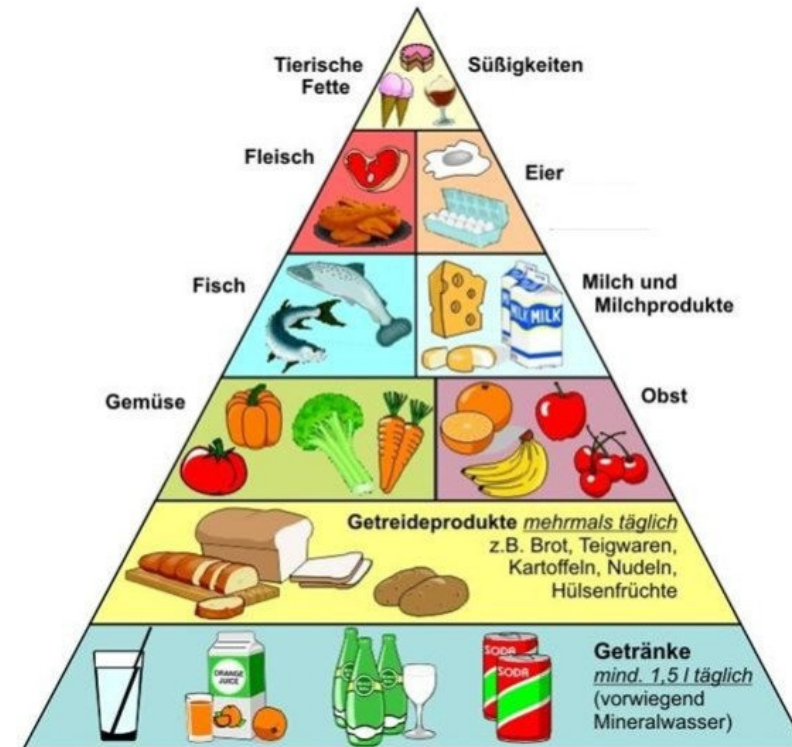 Tierische
Fette
Süßigkeiten
Fleisch
Eier
Fisch
Milch und
Milchprodukte
MILK
MILK
Gemüse
Obst
Getreideprodukte mehrmals täglich
z.B. Brot, Teigwaren,
Kartoffeln, Nudeln,
Hülsenfrüchte
ORANGE
JUICE
SODA
SODA
Getränke
mind. 1,5 l täglich
(vorwiegend
Mineralwasser)